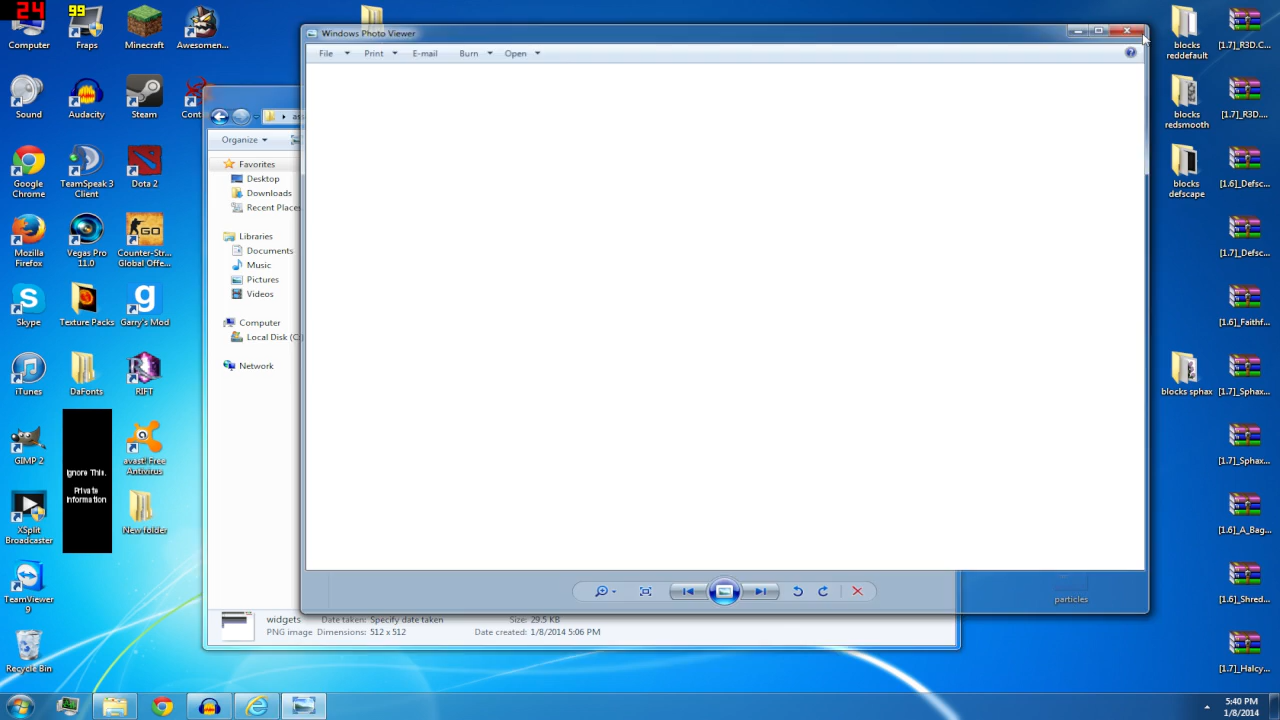 24
99
Computer
Fraps
Minecraft
Awesomen...
Sound
Audacity
Steam
Cont
Google
Chrome
TeamSpeak 3
Client
Dota 2
Mozilla
Firefox
Vegas Pro
11.0
Counter-Str...
Global Offe...
GO
Skype
Texture Packs
Garry's Mod
iTunes
DaFonts
RIFT
GIMP 2
Ignore This.
Private
Information
avast! Free
Antivirus
XSplit
Broadcaster
New folder
TeamViewer
9
Recycle Bin
Windows Photo Viewer
File
Print
E-mail
Burn
Open
Organize
Favorites
Desktop
Downloads
Recent Places
Libraries
Documents
Music
Pictures
Videos
Computer
Local Disk (C:)
Network
widgets
Date taken: Specify date taken
Size: 29.5 KB
PNG image
Dimensions: 512 x 512
Date created: 1/8/2014 5:06 PM
particles
blocks
reddefault
[1.7]_R3D.C...
blocks
redsmooth
[1.7]_R3D....
blocks
defscape
[1.6]_Defsc...
[1.7]_Defsc...
[1.6]_Faithf...
blocks sphax
[1.7]_Sphax...
[1.7]_Sphax...
[1.6]_A_Bag...
[1.6]_Shred...
[1.7]_Halcy...
5:40 PM
1/8/2014